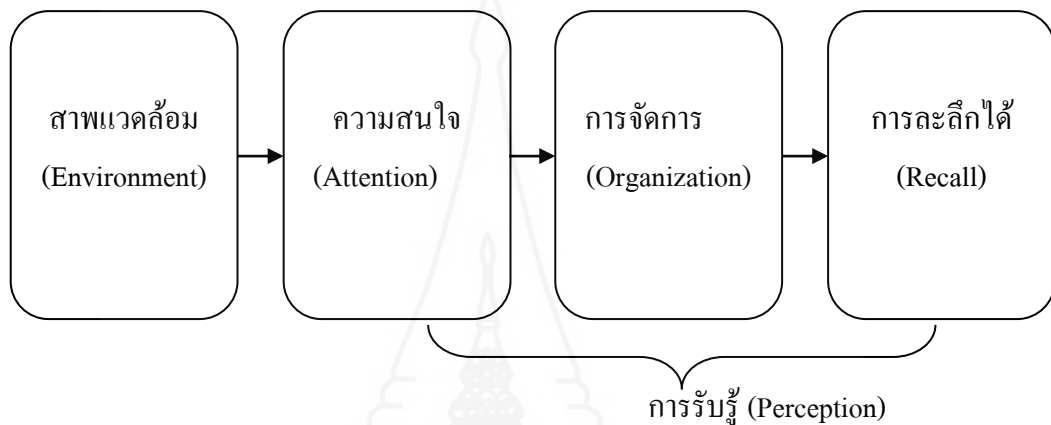 สาพแวดล้อม
(Environment)
ความสนใจ
(Attention)
การจัดการ
(Organization)
การละลึกได้
(Recall)
การรับรู้ (Perception)